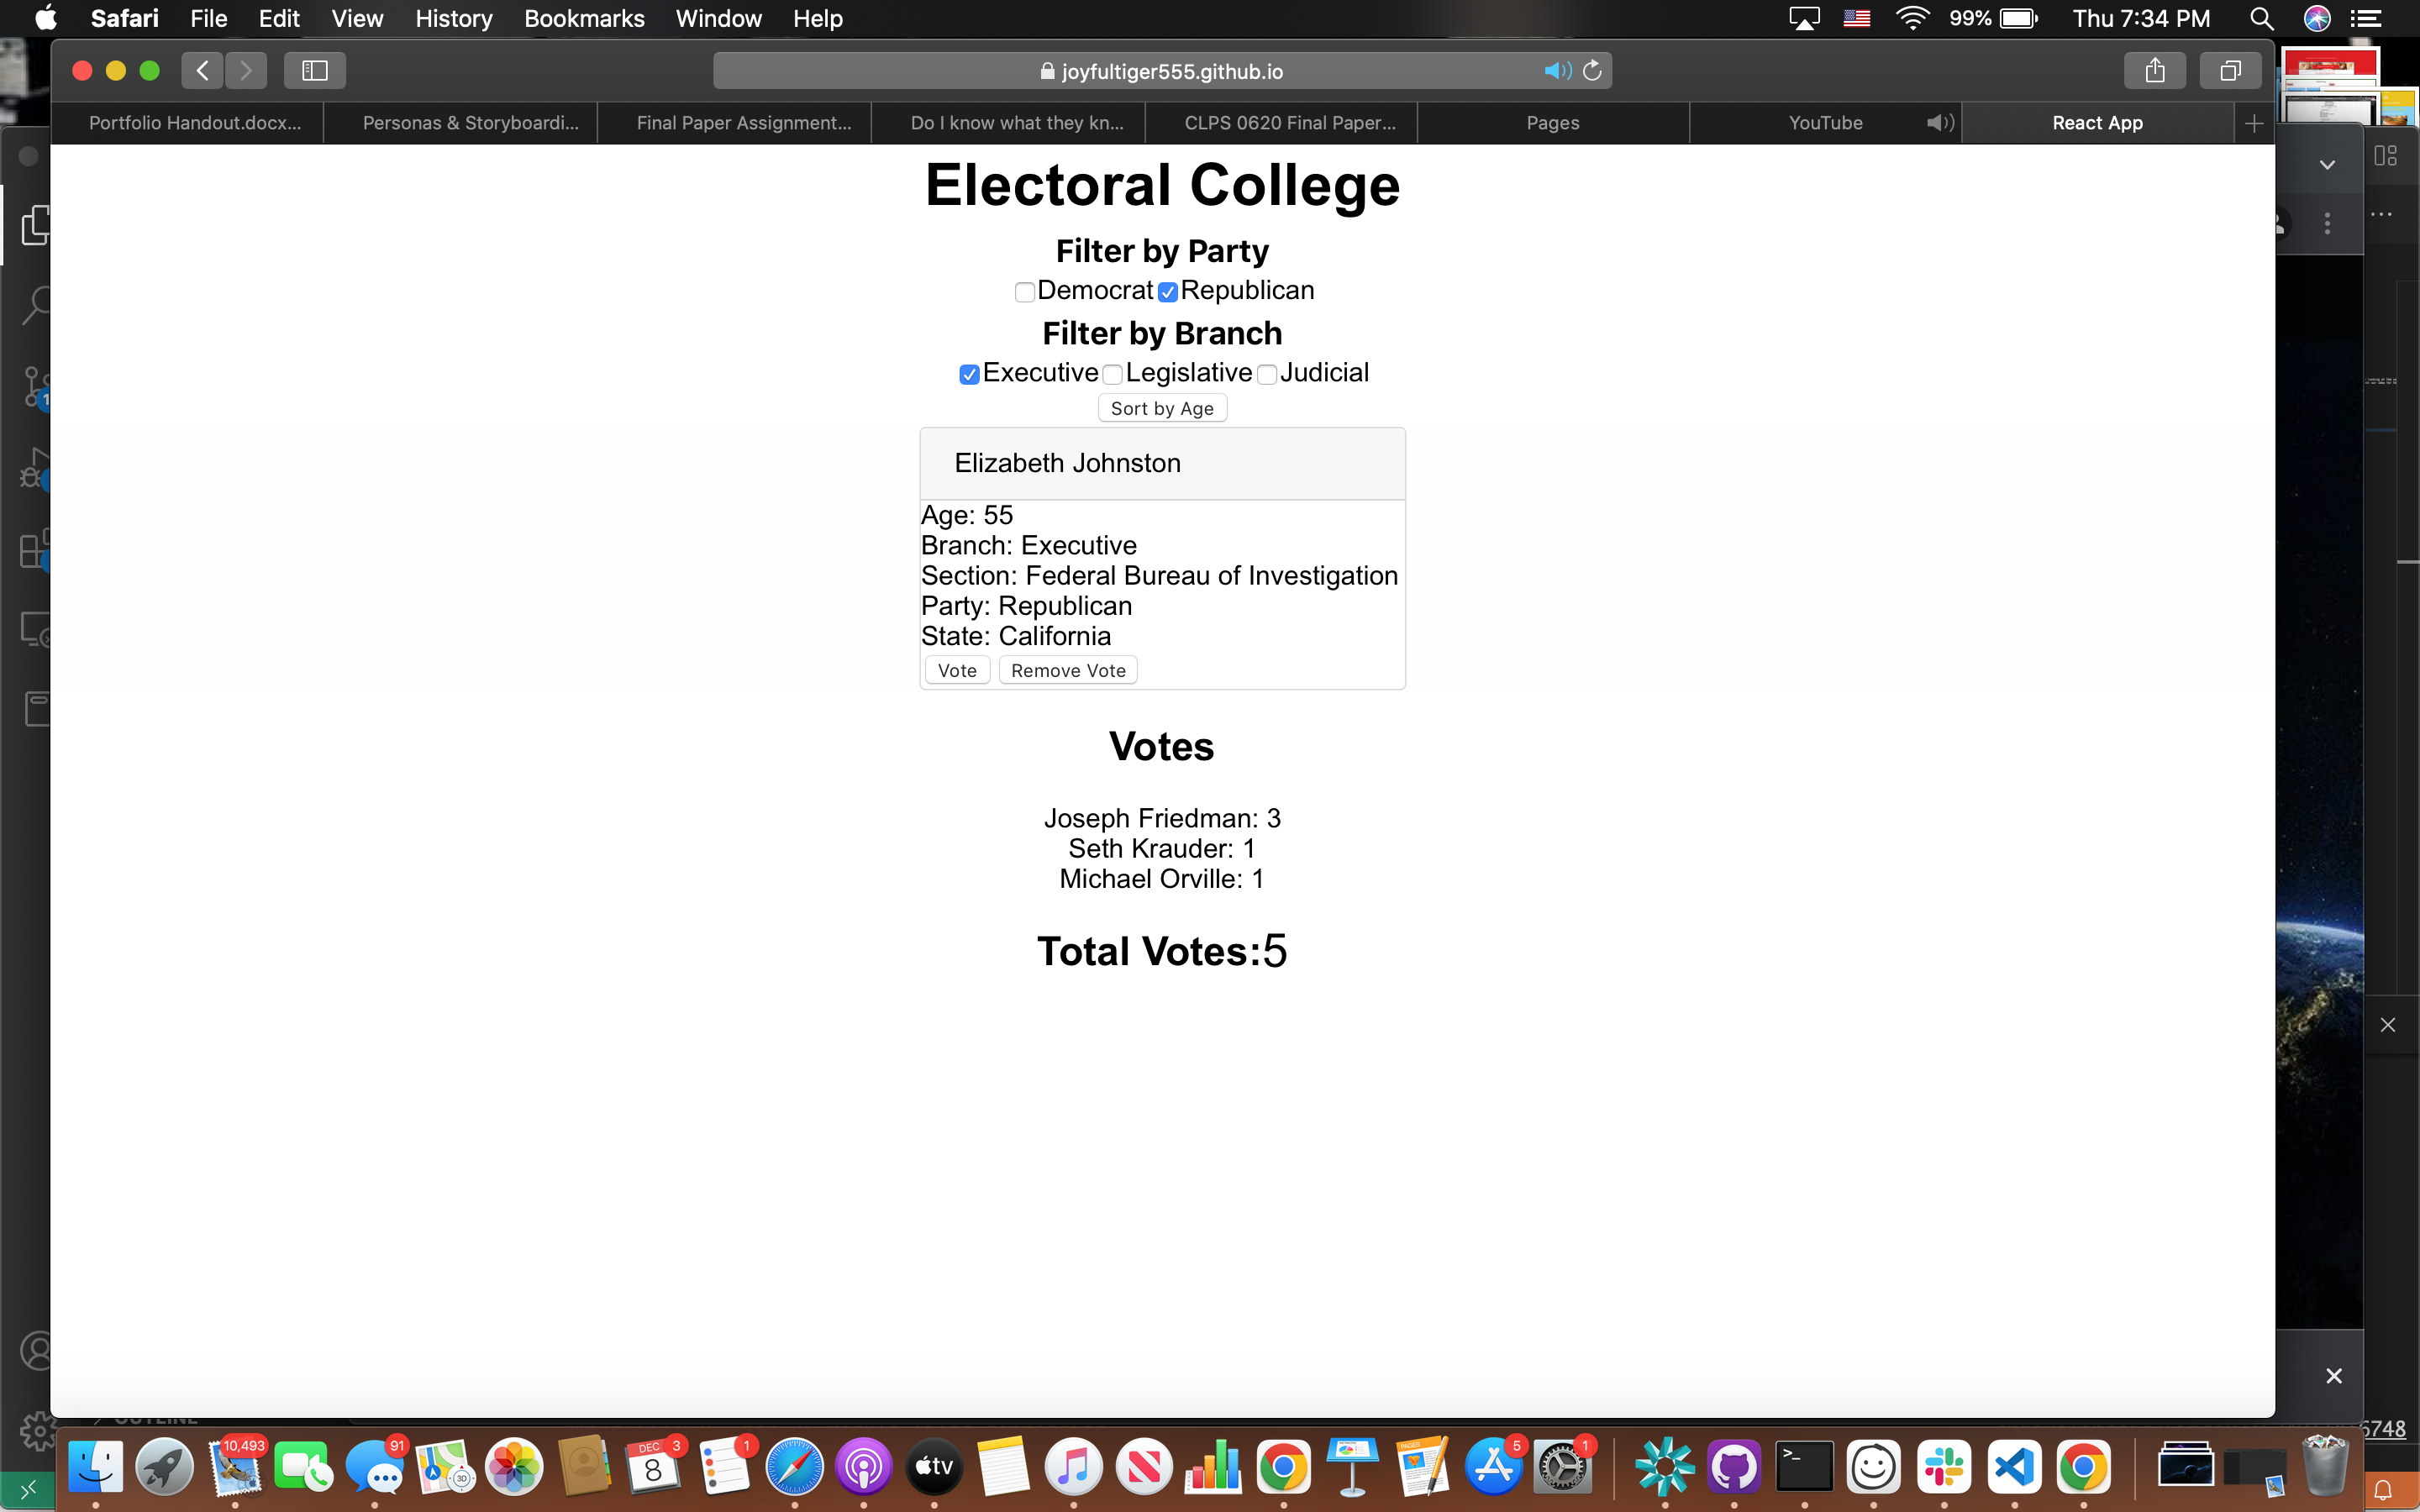 Safari File Edit View History Bookmarks Window Help 99% Thu 7:34 PM
joyfultiger555.github.io
Portfolio Handout.docx... Personas & Storyboardi... Final Paper Assignment... Do I know what they kn... CLPS 0620 Final Paper... Pages YouTube React App
Electoral College
Filter by Party
Democrat Republican
Filter by Branch
Executive Legislative Judicial
Sort by Age
Elizabeth Johnston
Age: 55
Branch: Executive
Section: Federal Bureau of Investigation
Party: Republican
State: California
Vote Remove Vote
Votes
Joseph Friedman: 3
Seth Krauder: 1
Michael Orville: 1
Total Votes:5
OUTLINE
6748
10,493 91 3D DEC 8 3 1 tv PAGES 5 1